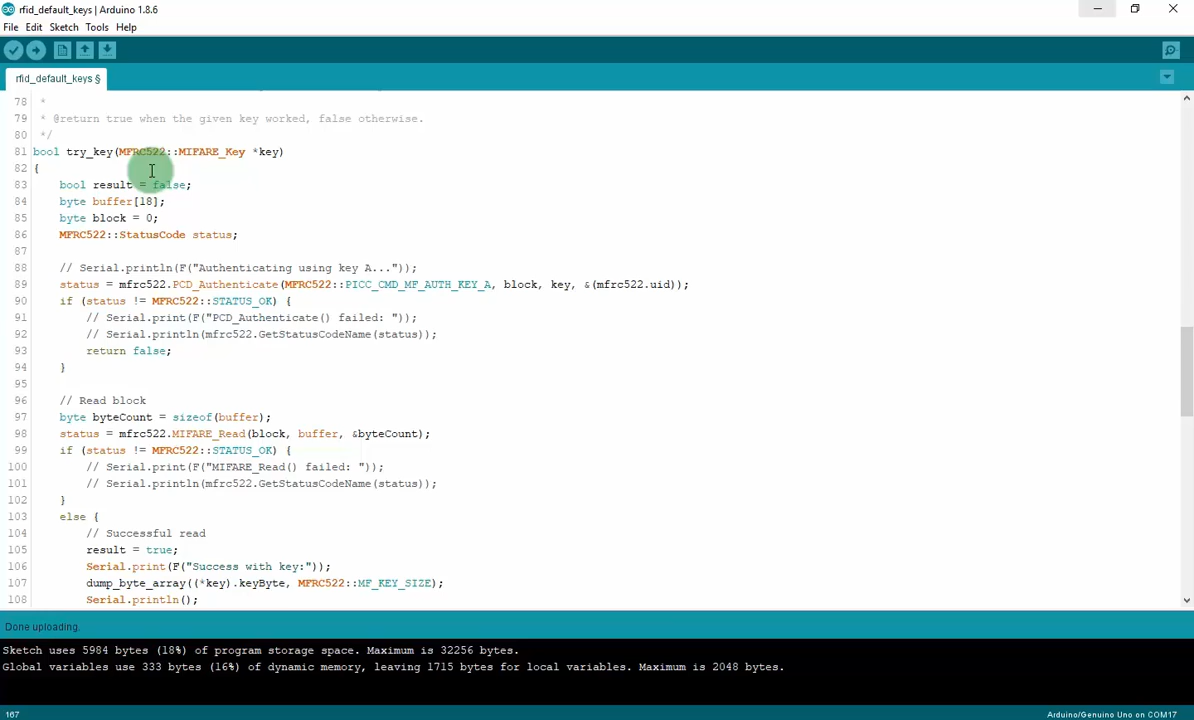 rfid_default_keys | Arduino 1.8.6
File Edit Sketch Tools Help
rfid_default_keys §
78 *
79 * @return true when the given key worked, false otherwise.
80 */
81 bool try_key(MFRC522::MIFARE_Key *key)
82 {
83 bool result = false;
84 byte buffer[18];
85 byte block = 0;
86 MFRC522::StatusCode status;
87
88 // Serial.println(F("Authenticating using key A..."));
89 status = mfrc522.PCD_Authenticate(MFRC522::PICC_CMD_MF_AUTH_KEY_A, block, key, &(mfrc522.uid));
90 if (status != MFRC522::STATUS_OK) {
91 // Serial.print(F("PCD_Authenticate() failed: "));
92 // Serial.println(mfrc522.GetStatusCodeName(status));
93 return false;
94 }
95
96 // Read block
97 byte byteCount = sizeof(buffer);
98 status = mfrc522.MIFARE_Read(block, buffer, &byteCount);
99 if (status != MFRC522::STATUS_OK) {
100 // Serial.print(F("MIFARE_Read() failed: "));
101 // Serial.println(mfrc522.GetStatusCodeName(status));
102 }
103 else {
104 // Successful read
105 result = true;
106 Serial.print(F("Success with key:"));
107 dump_byte_array((*key).keyByte, MFRC522::MF_KEY_SIZE);
108 Serial.println();
Done uploading.
Sketch uses 5984 bytes (18%) of program storage space. Maximum is 32256 bytes.
Global variables use 333 bytes (16%) of dynamic memory, leaving 1715 bytes for local variables. Maximum is 2048 bytes.
167 Arduino/Genuino Uno on COM17